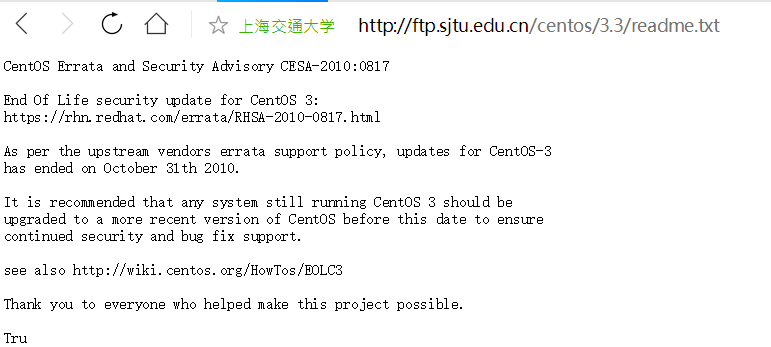 上海交通大学
http://ftp.sjtu.edu.cn/centos/3.3/readme.txt
CentOS Errata and Security Advisory CESA-2010:0817
End Of Life security update for CentOS 3:
https://rhn.redhat.com/errata/RHSA-2010-0817.html
As per the upstream vendors errata support policy, updates for CentOS-3
has ended on October 31th 2010.
It is recommended that any system still running CentOS 3 should be
upgraded to a more recent version of CentOS before this date to ensure
continued security and bug fix support.
see also http://wiki.centos.org/HowTos/EOLC3
Thank you to everyone who helped make this project possible.
Tru